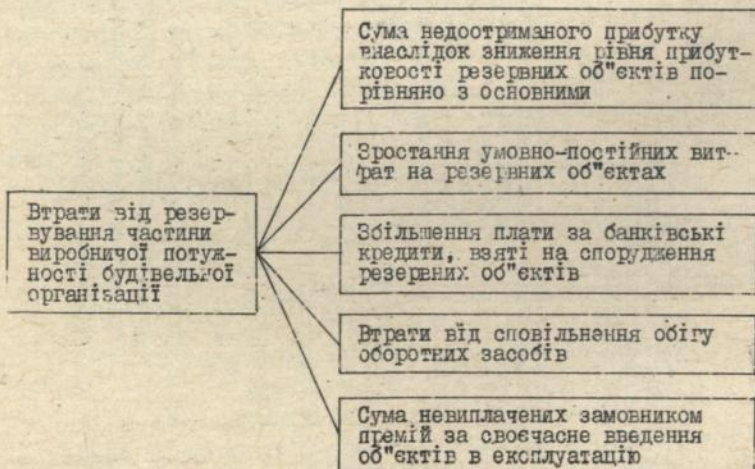 Сума недоотриманого прибутку
внаслідок зниження рівня прибут-
ковості резервних об"єктів по-
рівняно з основними
Зростання умовно-постійних вит-
рат на резервних об"єктах
Втрати від резер-
вування частини
виробничої потуж-
ності будівельної
організації
Збільшення плати за банківські
кредити, взяті на спорудження
резервних об"єктів
Втрати від сповільнення обігу
оборотних засобів
Сума невиплачених замовником
премій за своєчасне введення
об"єктів в експлуатацію